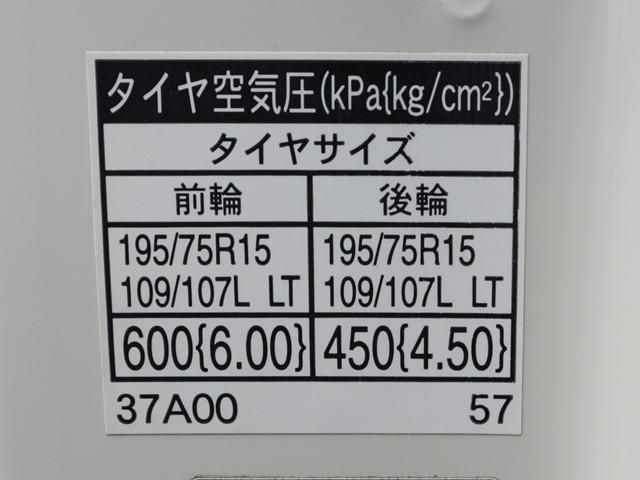 タイヤ空気圧(kPa{kg/cm²})
タイヤサイズ
前輪 後輪
195/75R15 195/75R15
109/107L LT 109/107L LT
600{6.00} 450{4.50}
37A00 57